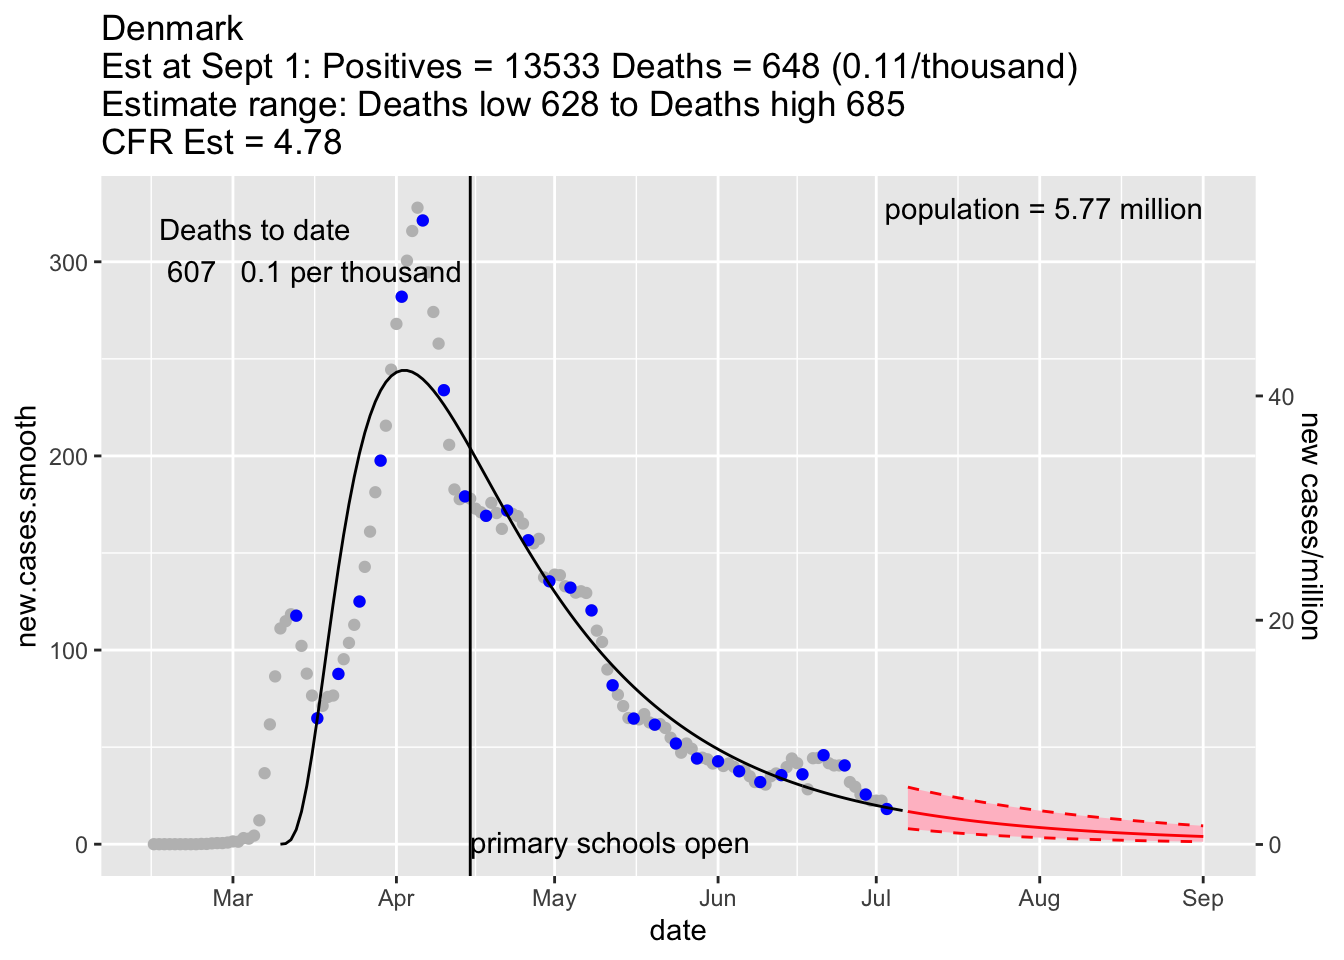 Denmark
Est at Sept 1: Positives = 13533 Deaths = 648 (0.11/thousand)
Estimate range: Deaths low 628 to Deaths high 685
CFR Est = 4.78
population = 5.77 million
Deaths to date
607 0.1 per thousand
300
200
100
0
new.cases.smooth
40
20
0
new cases/million
primary schools open
Mar Apr May Jun Jul Aug Sep
date